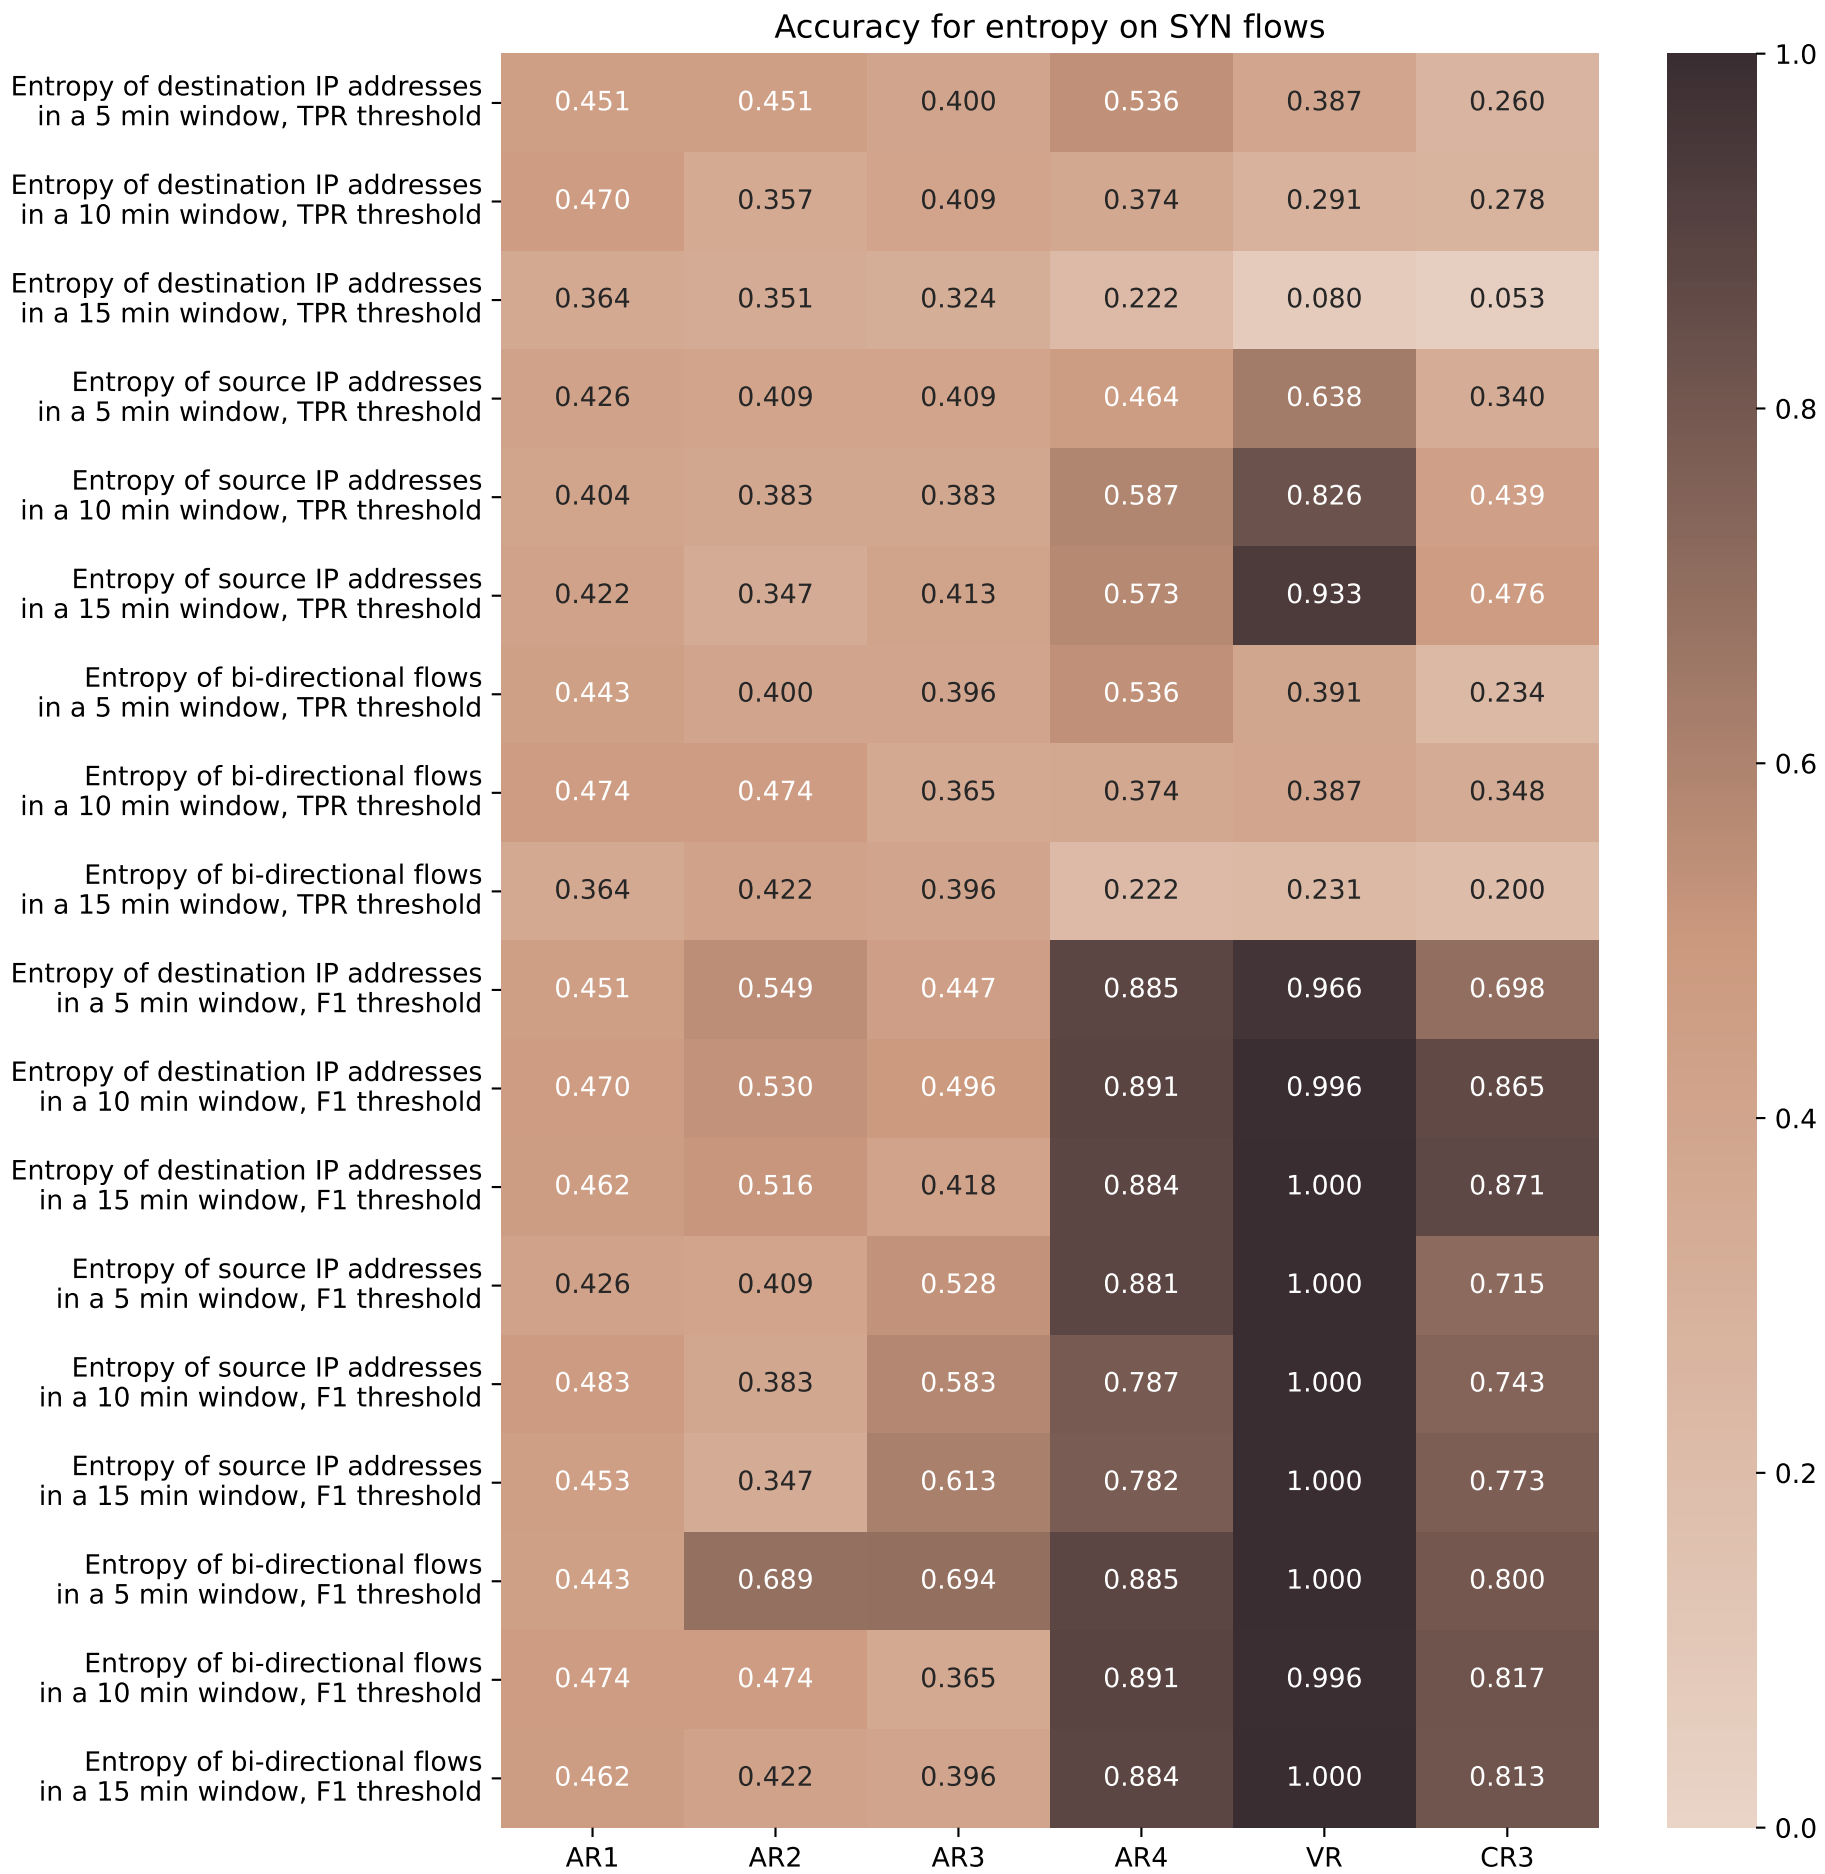 Accuracy for entropy on SYN flows
Entropy of destination IP addresses
in a 5 min window, TPR threshold
0.451 0.451 0.400 0.536 0.387 0.260
Entropy of destination IP addresses
in a 10 min window, TPR threshold
0.470 0.357 0.409 0.374 0.291 0.278
Entropy of destination IP addresses
in a 15 min window, TPR threshold
0.364 0.351 0.324 0.222 0.080 0.053
Entropy of source IP addresses
in a 5 min window, TPR threshold
0.426 0.409 0.409 0.464 0.638 0.340
Entropy of source IP addresses
in a 10 min window, TPR threshold
0.404 0.383 0.383 0.587 0.826 0.439
Entropy of source IP addresses
in a 15 min window, TPR threshold
0.422 0.347 0.413 0.573 0.933 0.476
Entropy of bi-directional flows
in a 5 min window, TPR threshold
0.443 0.400 0.396 0.536 0.391 0.234
Entropy of bi-directional flows
in a 10 min window, TPR threshold
0.474 0.474 0.365 0.374 0.387 0.348
Entropy of bi-directional flows
in a 15 min window, TPR threshold
0.364 0.422 0.396 0.222 0.231 0.200
Entropy of destination IP addresses
in a 5 min window, F1 threshold
0.451 0.549 0.447 0.885 0.966 0.698
Entropy of destination IP addresses
in a 10 min window, F1 threshold
0.470 0.530 0.496 0.891 0.996 0.865
Entropy of destination IP addresses
in a 15 min window, F1 threshold
0.462 0.516 0.418 0.884 1.000 0.871
Entropy of source IP addresses
in a 5 min window, F1 threshold
0.426 0.409 0.528 0.881 1.000 0.715
Entropy of source IP addresses
in a 10 min window, F1 threshold
0.483 0.383 0.583 0.787 1.000 0.743
Entropy of source IP addresses
in a 15 min window, F1 threshold
0.453 0.347 0.613 0.782 1.000 0.773
Entropy of bi-directional flows
in a 5 min window, F1 threshold
0.443 0.689 0.694 0.885 1.000 0.800
Entropy of bi-directional flows
in a 10 min window, F1 threshold
0.474 0.474 0.365 0.891 0.996 0.817
Entropy of bi-directional flows
in a 15 min window, F1 threshold
0.462 0.422 0.396 0.884 1.000 0.813
AR1 AR2 AR3 AR4 VR CR3
1.0
0.8
0.6
0.4
0.2
0.0